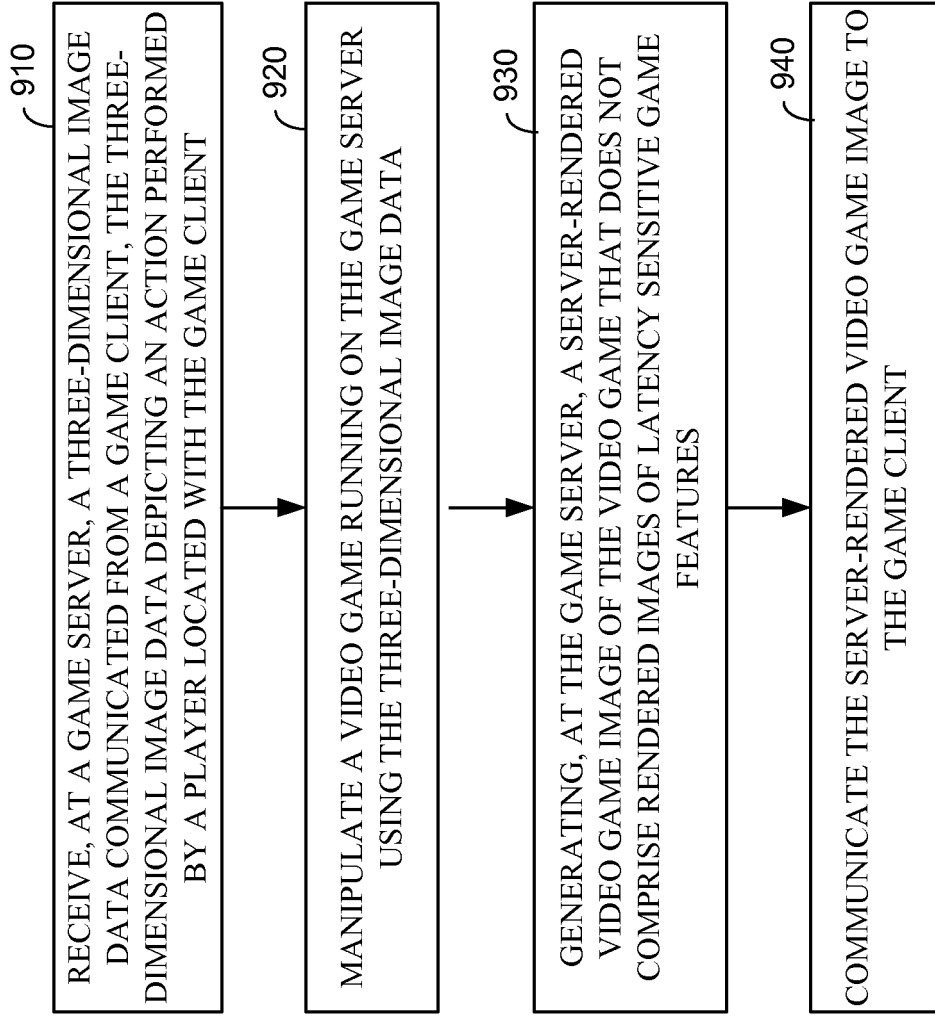 910
RECEIVE, AT A GAME SERVER, A THREE-DIMENSIONAL IMAGE
DATA COMMUNICATED FROM A GAME CLIENT, THE THREE-
DIMENSIONAL IMAGE DATA DEPICTING AN ACTION PERFORMED
BY A PLAYER LOCATED WITH THE GAME CLIENT
920
MANIPULATE A VIDEO GAME RUNNING ON THE GAME SERVER
USING THE THREE-DIMENSIONAL IMAGE DATA
930
GENERATING, AT THE GAME SERVER, A SERVER-RENDERED
VIDEO GAME IMAGE OF THE VIDEO GAME THAT DOES NOT
COMPRISE RENDERED IMAGES OF LATENCY SENSITIVE GAME
FEATURES
940
COMMUNICATE THE SERVER-RENDERED VIDEO GAME IMAGE TO
THE GAME CLIENT